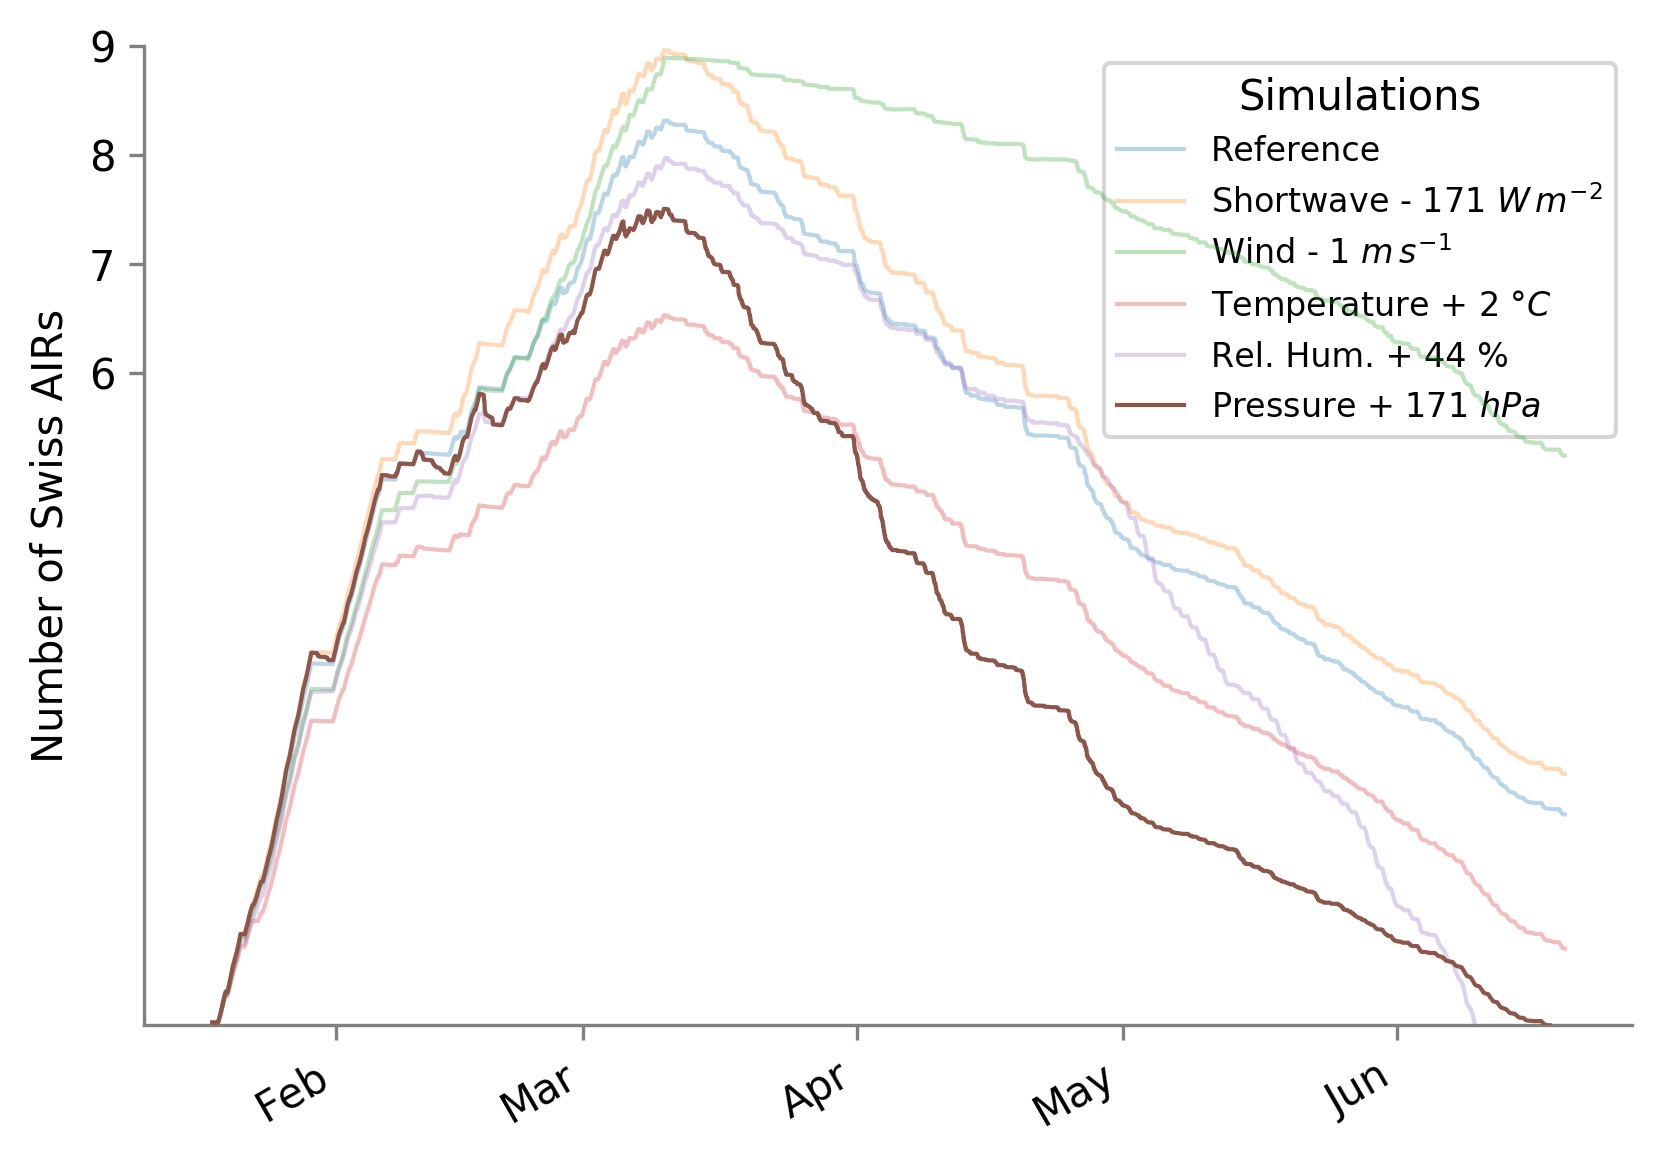 9
8
7
6
Number of Swiss AIRs
Simulations
Reference
Shortwave - 171 W m⁻²
Wind - 1 m s⁻¹
Temperature + 2 °C
Rel. Hum. + 44 %
Pressure + 171 hPa
Feb
Mar
Apr
May
Jun